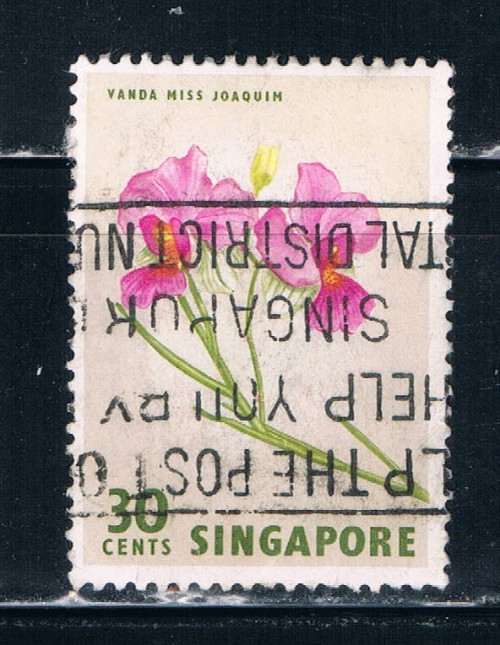 VANDA MISS JOAQUIM
30
CENTS SINGAPORE
LP THE POST O
HELP YOU BY
SINGAPUR
TAL DISTRICT NU